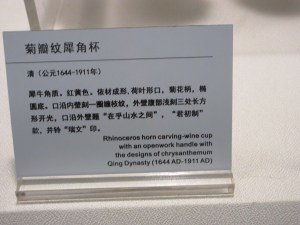 菊瓣纹犀角杯
清（公元1644-1911年）
犀牛角质。红黄色。依材成形，荷叶形口，菊花柄，椭
圆底。口沿内壁刻一圈缠枝纹，外壁腹部浅刻三处长方
形开光，口沿外壁 “在乎山水之间”，“君初制”
款，并钤“瑞文”印。
Rhinoceros horn carving-wine cup
with an openwork handle with
the designs of chrysanthemum
Qing Dynasty (1644 AD-1911 AD)